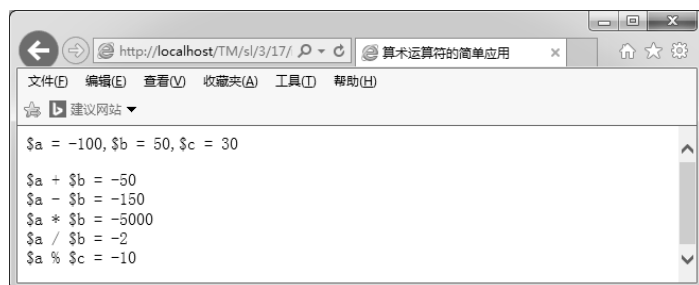 http://localhost/TM/sl/3/17/
算术运算符的简单应用
文件(F) 编辑(E) 查看(V) 收藏夹(A) 工具(T) 帮助(H)
建议网站
$a = -100,$b = 50,$c = 30
$a + $b = -50
$a - $b = -150
$a * $b = -5000
$a / $b = -2
$a % $c = -10